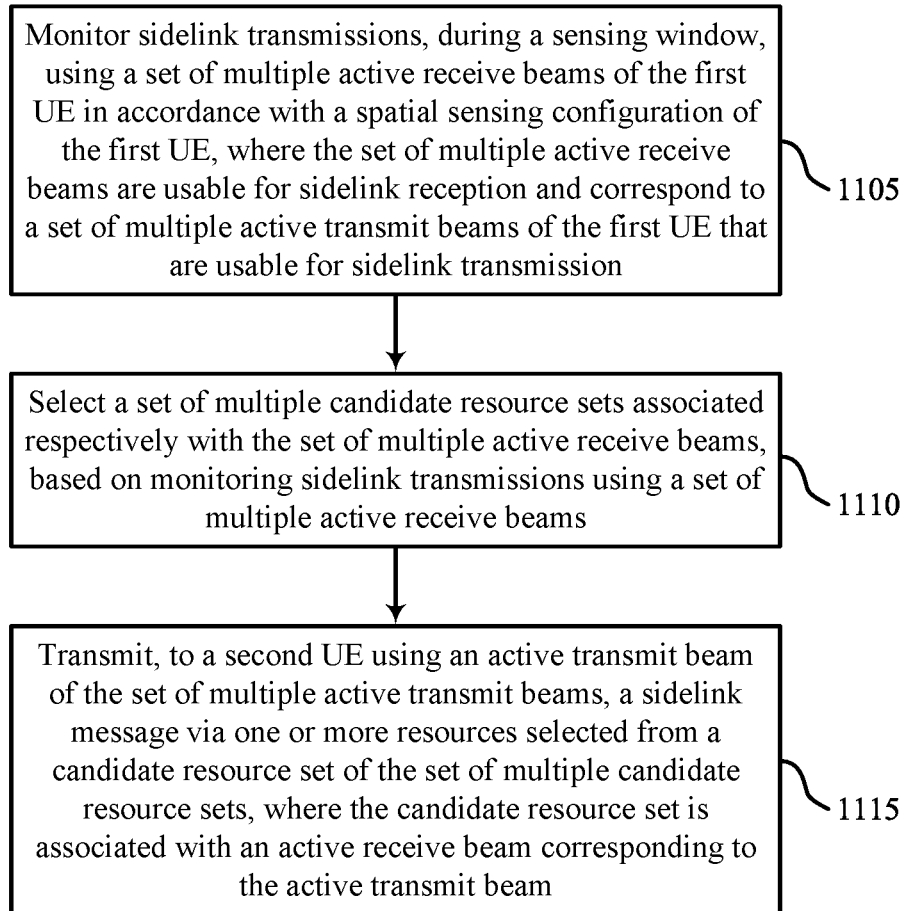 Monitor sidelink transmissions, during a sensing window,
using a set of multiple active receive beams of the first
UE in accordance with a spatial sensing configuration of
the first UE, where the set of multiple active receive
beams are usable for sidelink reception and correspond to
a set of multiple active transmit beams of the first UE that
are usable for sidelink transmission
1105
Select a set of multiple candidate resource sets associated
respectively with the set of multiple active receive beams,
based on monitoring sidelink transmissions using a set of
multiple active receive beams
1110
Transmit, to a second UE using an active transmit beam
of the set of multiple active transmit beams, a sidelink
message via one or more resources selected from a
candidate resource set of the set of multiple candidate
resource sets, where the candidate resource set is
associated with an active receive beam corresponding to
the active transmit beam
1115